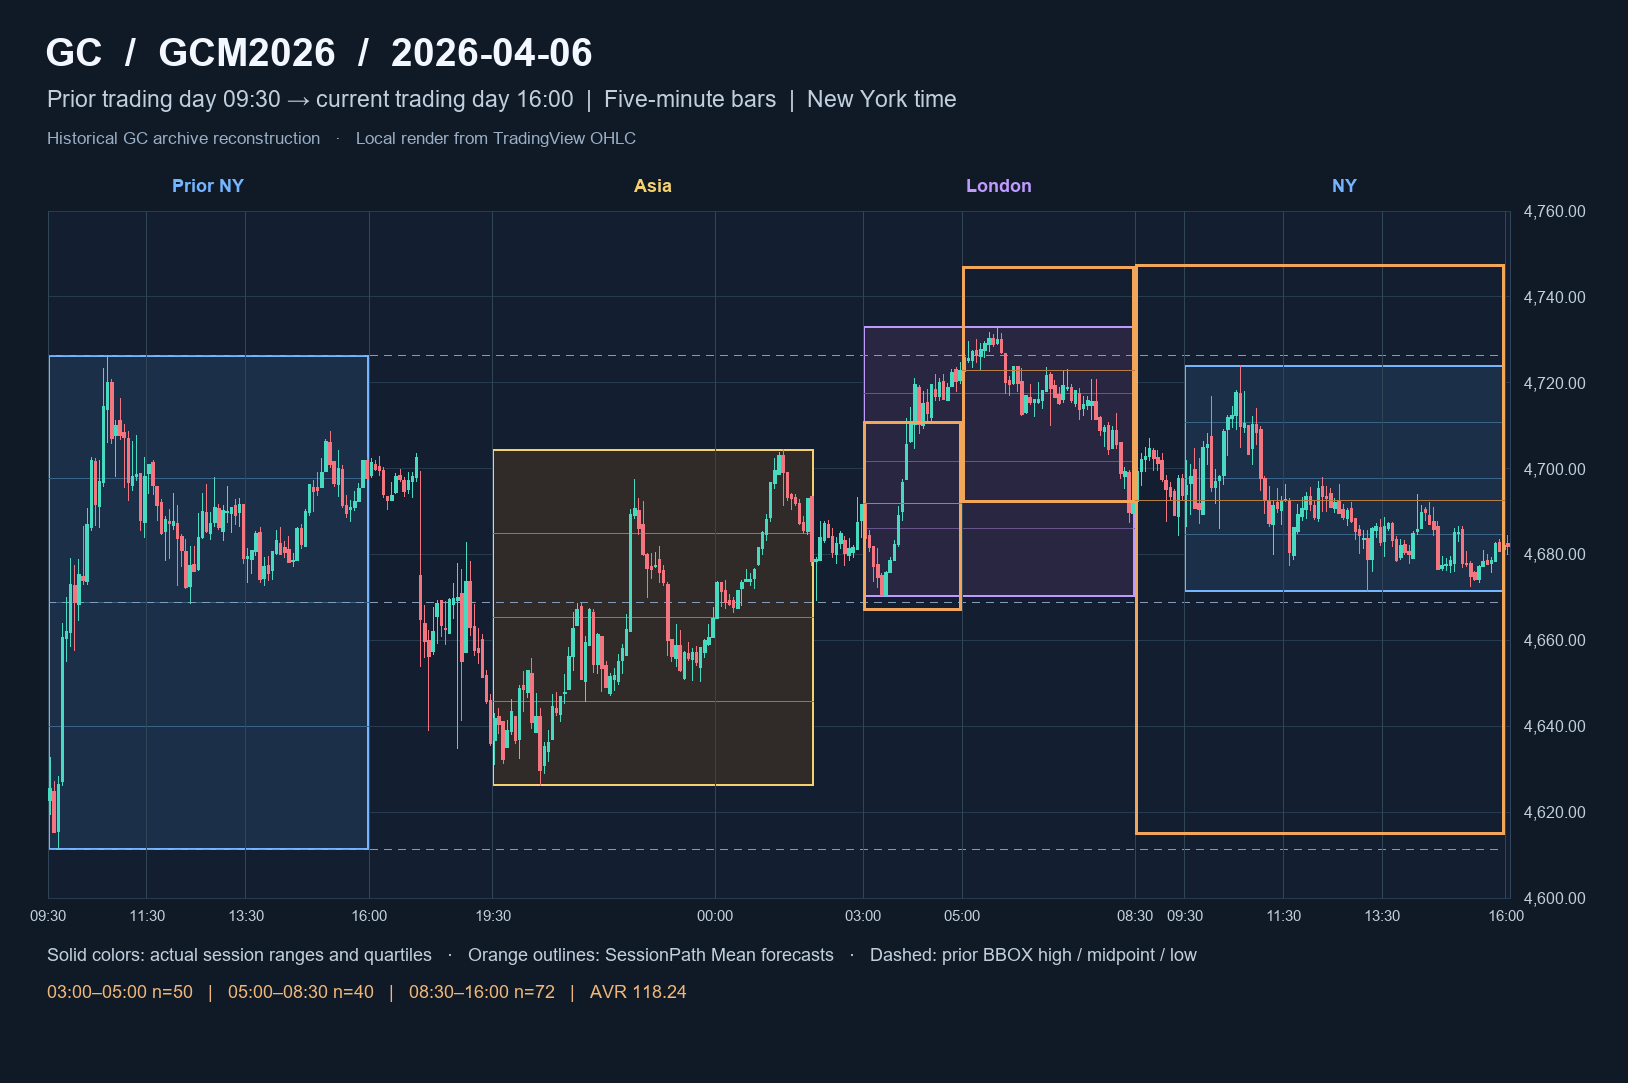 GC / GCM2026 / 2026-04-06
Prior trading day 09:30 → current trading day 16:00 | Five-minute bars | New York time
Historical GC archive reconstruction · Local render from TradingView OHLC
Prior NY Asia London NY
4,760.00
4,740.00
4,720.00
4,700.00
4,680.00
4,660.00
4,640.00
4,620.00
4,600.00
09:30 11:30 13:30 16:00 19:30 00:00 03:00 05:00 08:30 09:30 11:30 13:30 16:00
Solid colors: actual session ranges and quartiles · Orange outlines: SessionPath Mean forecasts · Dashed: prior BBOX high / midpoint / low
03:00–05:00 n=50 | 05:00–08:30 n=40 | 08:30–16:00 n=72 | AVR 118.24